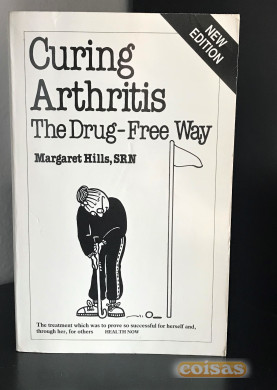 NEW
EDITION
Curing
Arthritis
The Drug-Free Way
Margaret Hills, SRN
The treatment which was to prove so successful for herself and,
through her, for others HEALTH NOW
eoisas